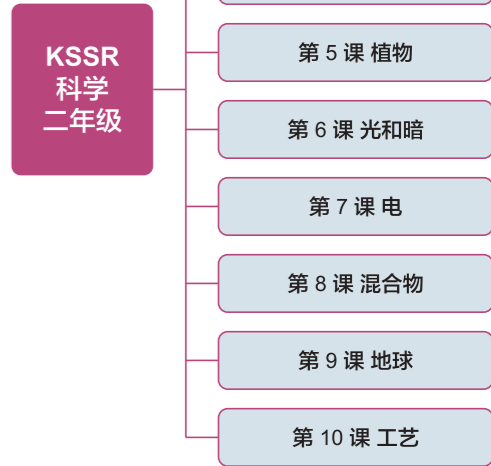 KSSR
科学
二年级
第 5 课 植物
第 6 课 光和暗
第 7 课 电
第 8 课 混合物
第 9 课 地球
第 10 课 工艺